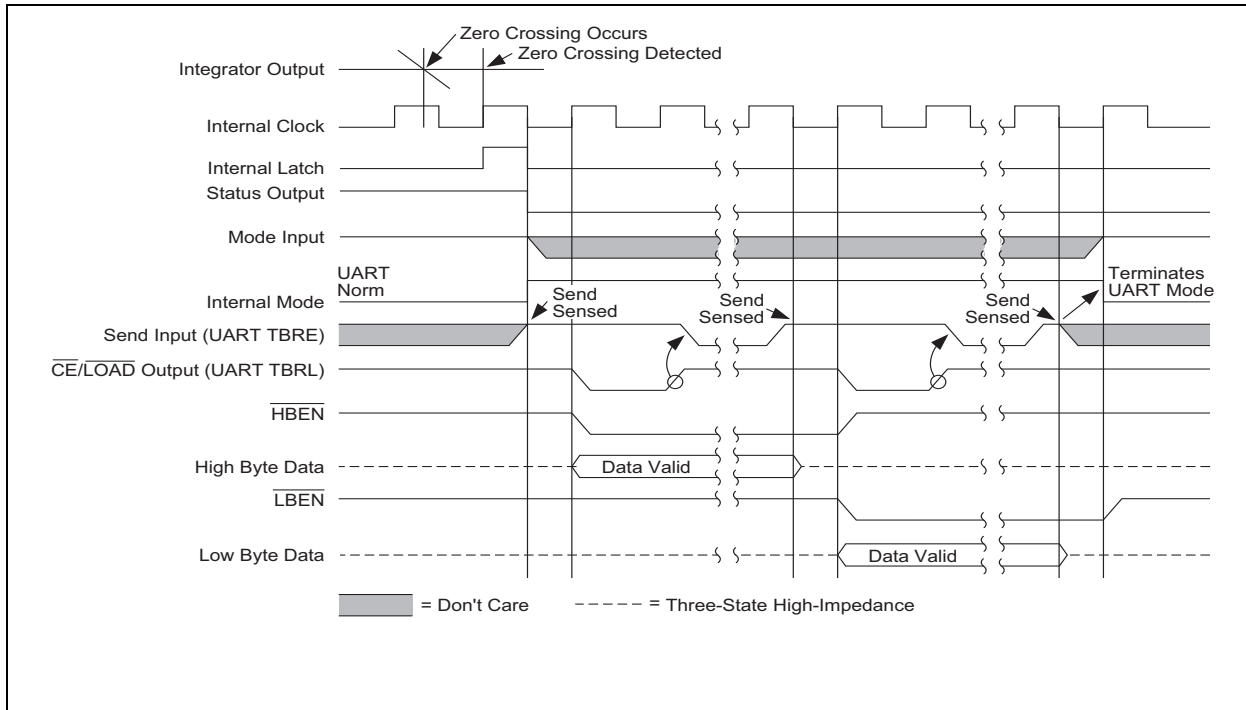 Zero Crossing Occurs
Zero Crossing Detected
Integrator Output
Internal Clock
Internal Latch
Status Output
Mode Input
UART
Norm
Internal Mode
Send
Sensed
Send
Sensed
Send
Sensed
Terminates
UART Mode
Send Input (UART TBRE)
CE/LOAD Output (UART TBRL)
HBEN
High Byte Data
Data Valid
LBEN
Low Byte Data
Data Valid
= Don't Care
= Three-State High-Impedance